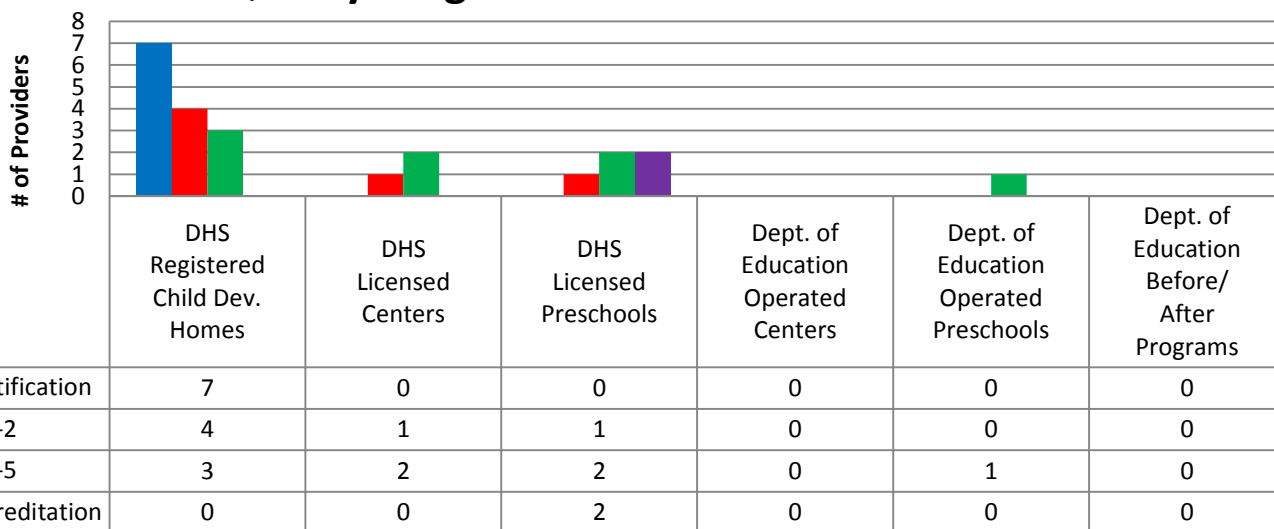 # of Providers
8
7
6
5
4
3
2
1
0
DHS
Registered
Child Dev.
Homes
DHS
Licensed
Centers
DHS
Licensed
Preschools
Dept. of
Education
Operated
Centers
Dept. of
Education
Operated
Preschools
Dept. of
Education
Before/
After
Programs
tification 7 0 0 0 0 0
-2 4 1 1 0 0 0
-5 3 2 2 0 1 0
reditation 0 0 2 0 0 0